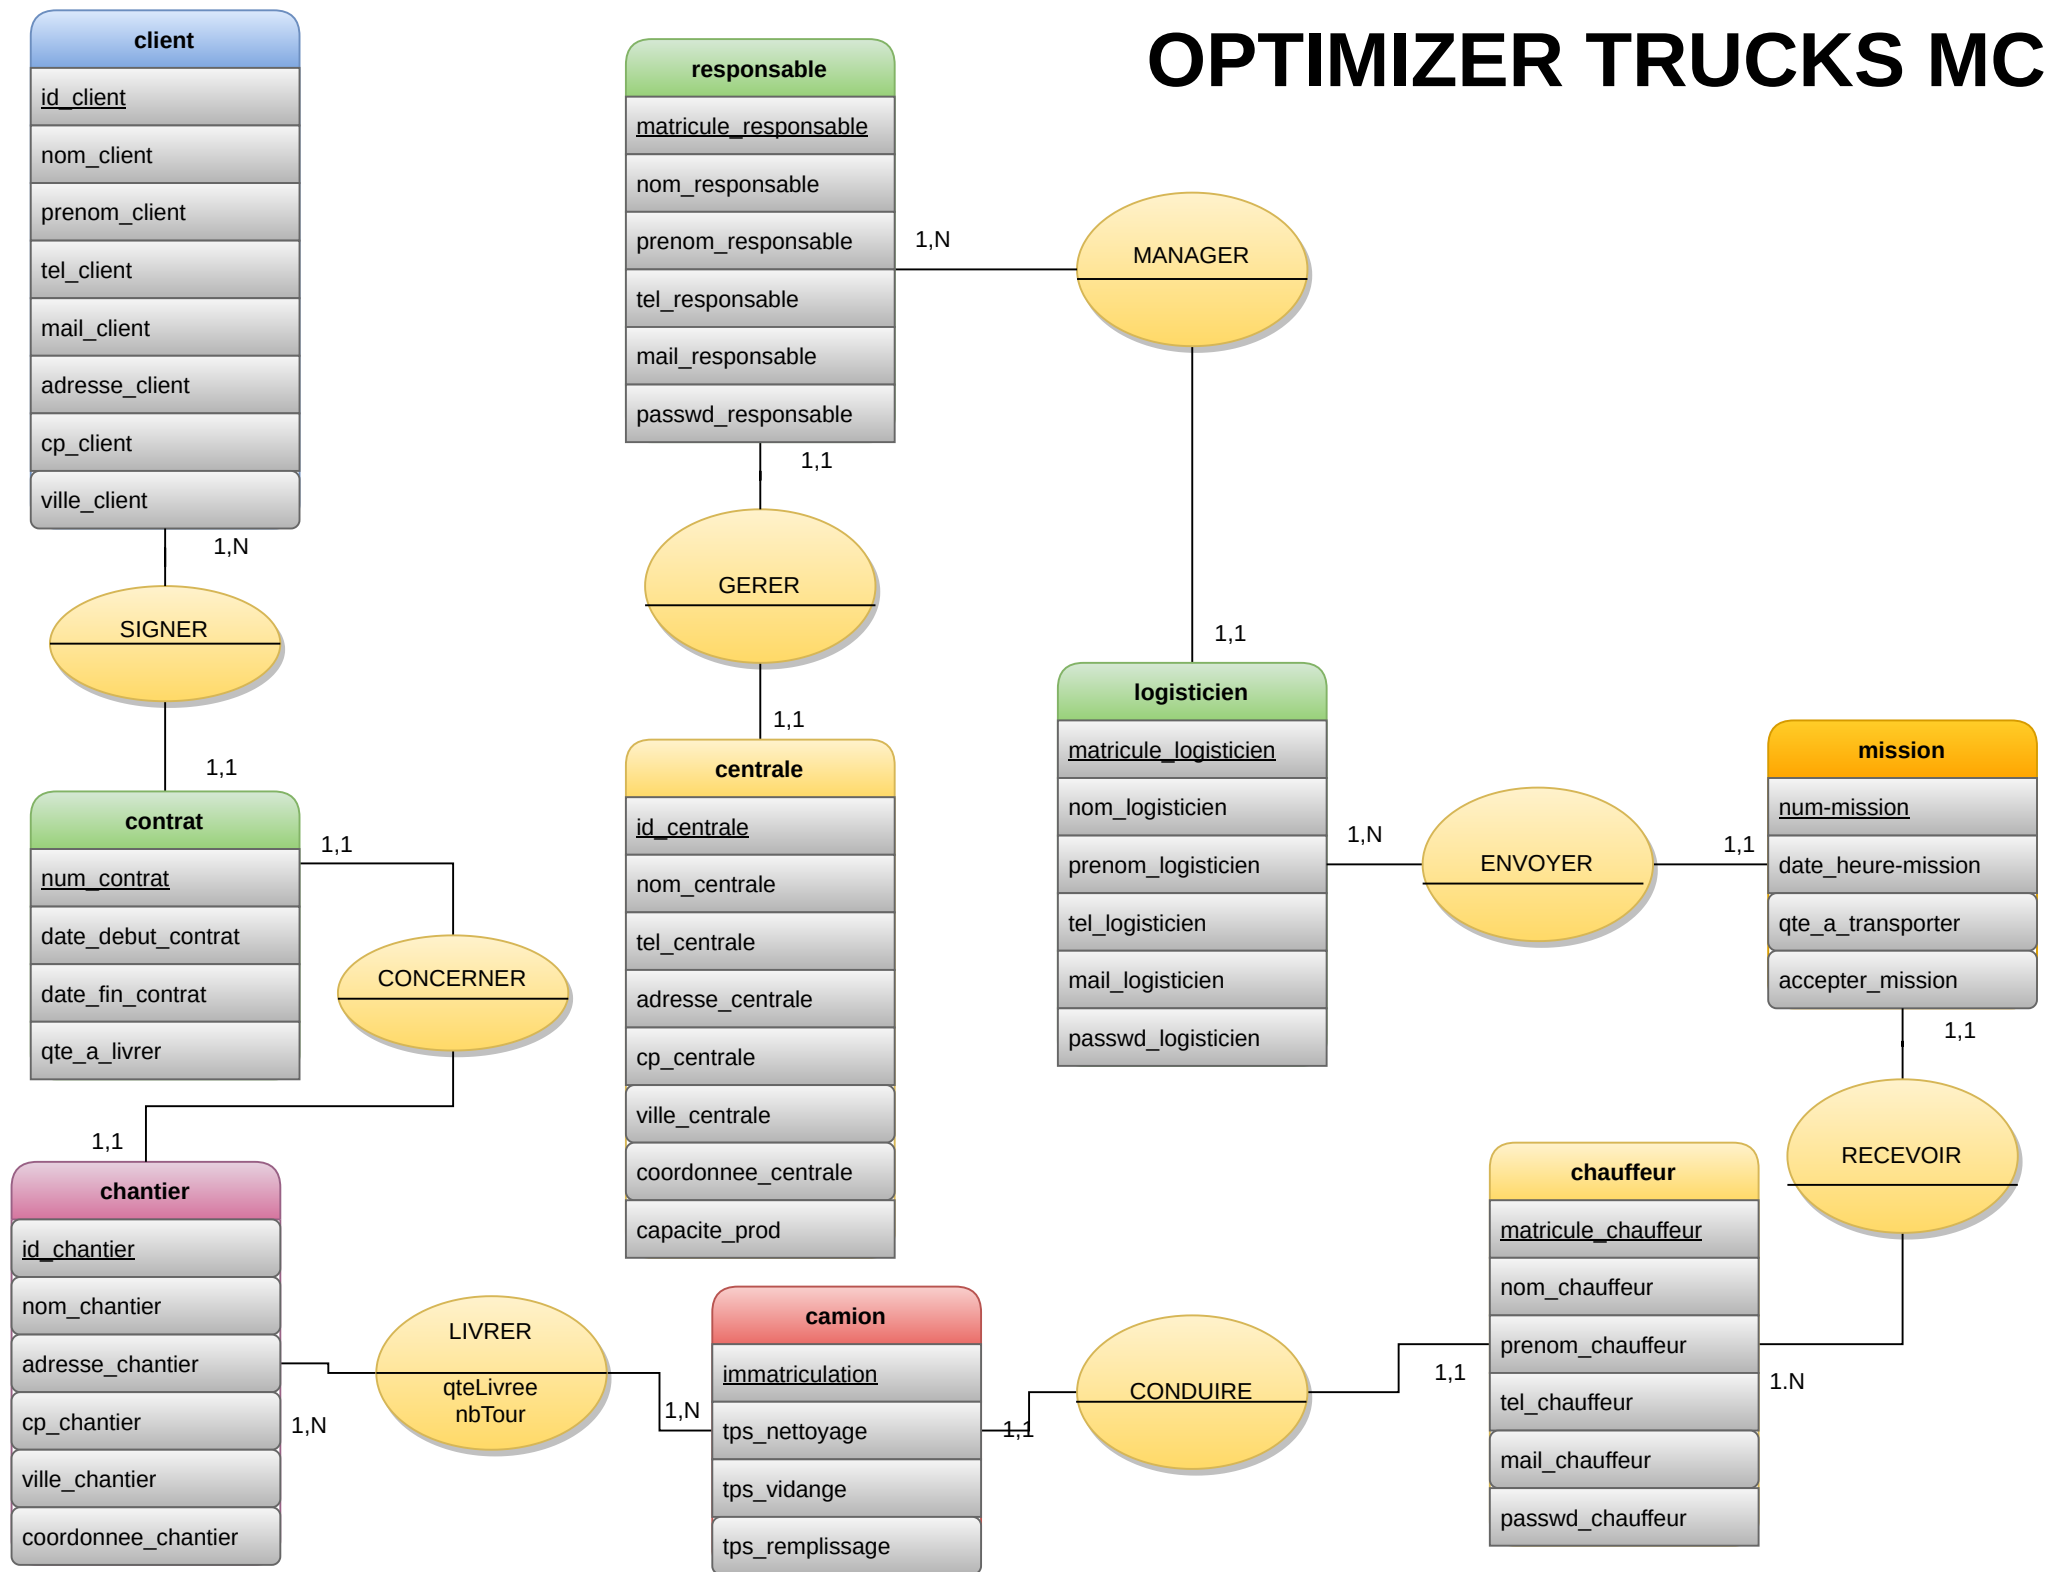 OPTIMIZER TRUCKS MC
client
id_client
nom_client
prenom_client
tel_client
mail_client
adresse_client
cp_client
ville_client
1,N
SIGNER
1,1
contrat
num_contrat
date_debut_contrat
date_fin_contrat
qte_a_livrer
1,1
CONCERNER
1,1
chantier
id_chantier
nom_chantier
adresse_chantier
cp_chantier
ville_chantier
coordonnee_chantier
1,N
LIVRER
qteLivree
nbTour
1,N
responsable
matricule_responsable
nom_responsable
prenom_responsable
tel_responsable
mail_responsable
passwd_responsable
1,N
MANAGER
1,1
1,1
GERER
1,1
centrale
id_centrale
nom_centrale
tel_centrale
adresse_centrale
cp_centrale
ville_centrale
coordonnee_centrale
capacite_prod
camion
immatriculation
tps_nettoyage
tps_vidange
tps_remplissage
1,1
CONDUIRE
1,1
logisticien
matricule_logisticien
nom_logisticien
prenom_logisticien
tel_logisticien
mail_logisticien
passwd_logisticien
1,N
ENVOYER
1,1
mission
num-mission
date_heure-mission
qte_a_transporter
accepter_mission
1,1
RECEVOIR
1.N
chauffeur
matricule_chauffeur
nom_chauffeur
prenom_chauffeur
tel_chauffeur
mail_chauffeur
passwd_chauffeur